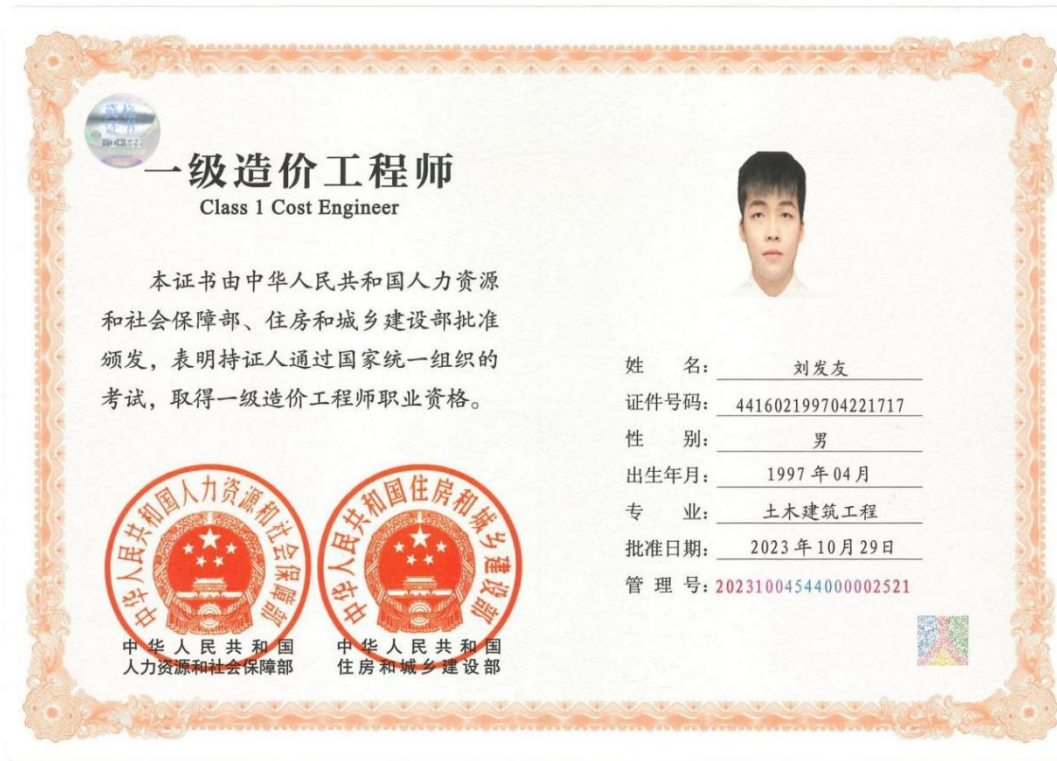 一级造价工程师
Class 1 Cost Engineer
本证书由中华人民共和国人力资源
和社会保障部、住房和城乡建设部批准
颁发，表明持证人通过国家统一组织的
考试，取得一级造价工程师职业资格。
中华人民共和国人力资源和社会保障部
中华人民共和国住房和城乡建设部
中华人民共和国
人力资源和社会保障部
中华人民共和国
住房和城乡建设部
姓 名： 刘发友
证件号码： 441602199704221717
性 别： 男
出生年月： 1997年04月
专 业： 土木建筑工程
批准日期： 2023年10月29日
管 理 号：20231004544000002521